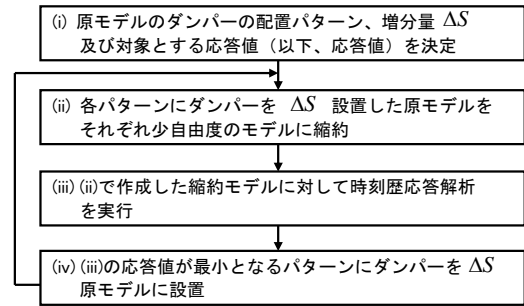 (i) 原モデルのダンパーの配置パターン、増分量 ΔS
及び対象とする応答値（以下、応答値）を決定
(ii) 各パターンにダンパーを ΔS 設置した原モデルを
それぞれ少自由度のモデルに縮約
(iii) (ii)で作成した縮約モデルに対して時刻歴応答解析
を実行
(iv) (iii)の応答値が最小となるパターンにダンパーを ΔS
原モデルに設置